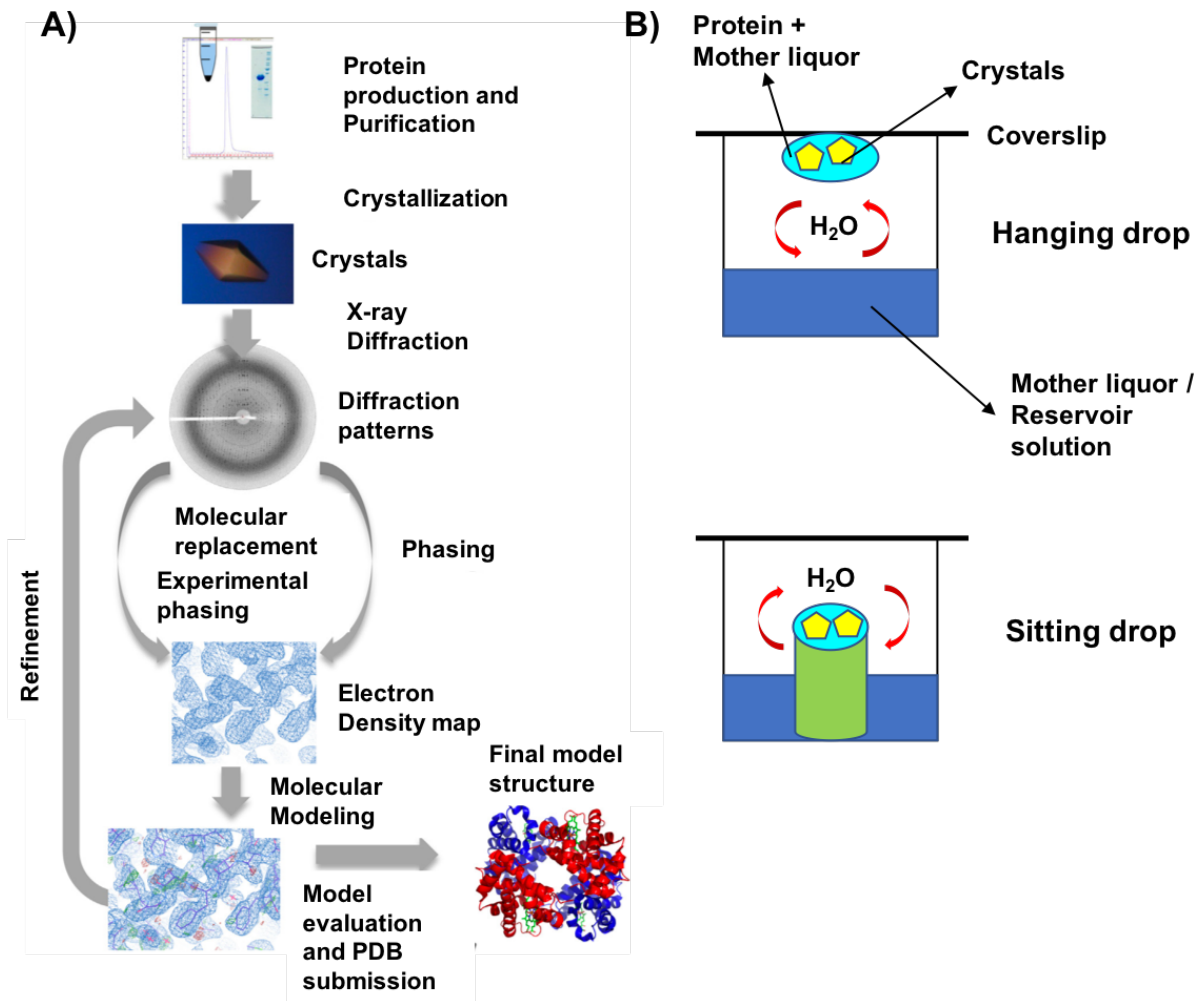 A)
Protein
production and
Purification
Crystallization
Crystals
X-ray
Diffraction
Diffraction
patterns
Molecular
replacement
Experimental
phasing
Phasing
Refinement
Electron
Density map
Molecular
Modeling
Final model
structure
Model
evaluation
and PDB
submission
B)
Protein +
Mother liquor
Crystals
Coverslip
H₂O
Hanging drop
Mother liquor /
Reservoir
solution
H₂O
Sitting drop